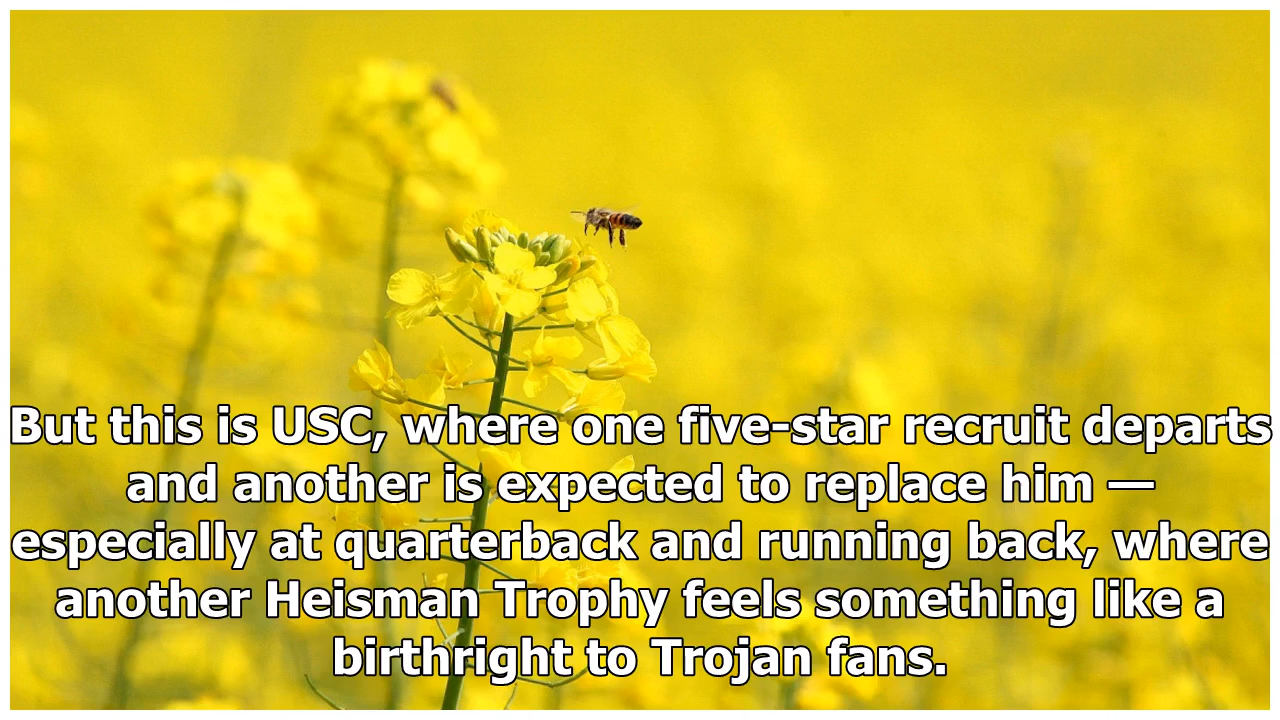 But this is USC, where one five-star recruit departs
and another is expected to replace him —
especially at quarterback and running back, where
another Heisman Trophy feels something like a
birthright to Trojan fans.